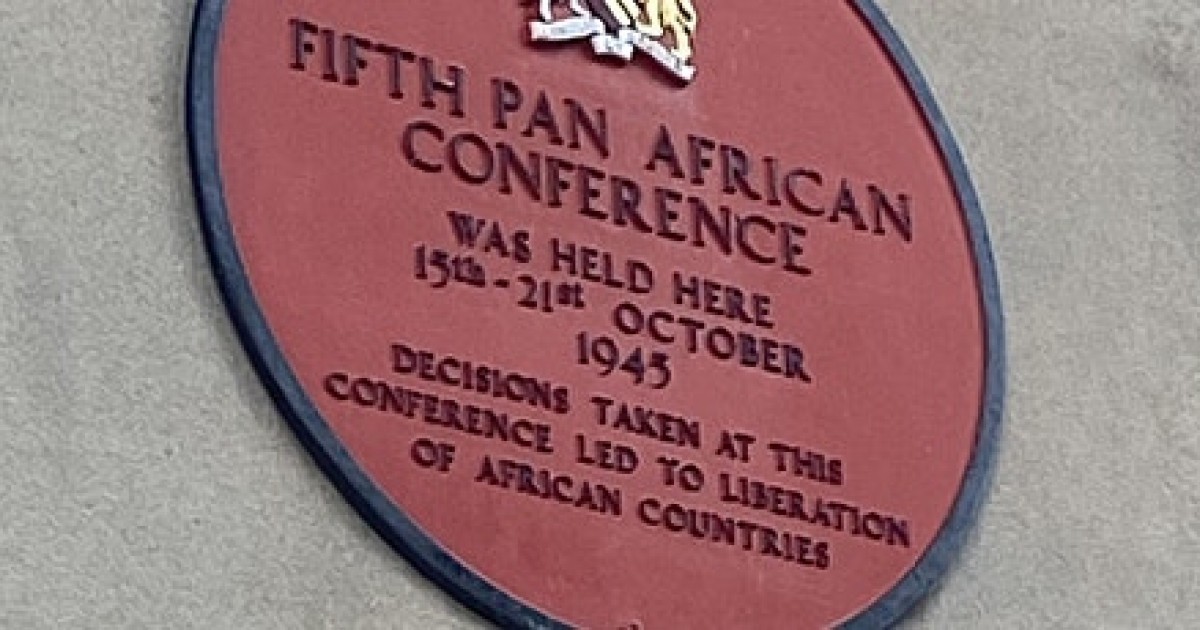 FIFTH PAN AFRICAN
CONFERENCE
WAS HELD HERE
15th - 21st OCTOBER
1945
DECISIONS TAKEN AT THIS
CONFERENCE LED TO LIBERATION
OF AFRICAN COUNTRIES